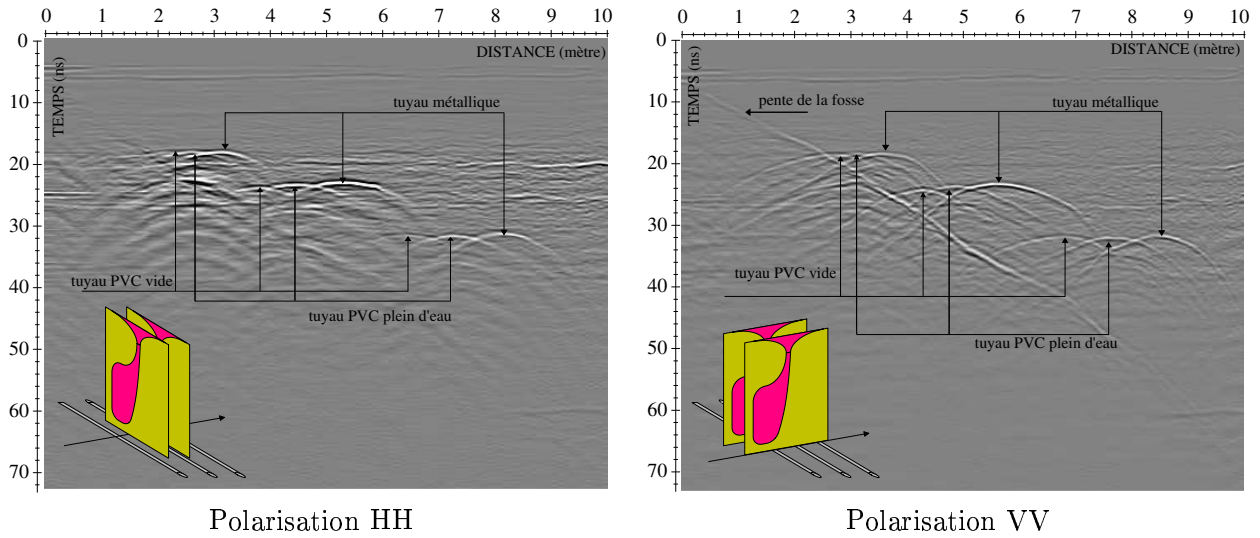 0 1 2 3 4 5 6 7 8 9 10
DISTANCE (mètre)
TEMPS (ns)
0
10
20
30
40
50
60
70
tuyau métallique
tuyau PVC vide
tuyau PVC plein d'eau
Polarisation HH
0 1 2 3 4 5 6 7 8 9 10
DISTANCE (mètre)
TEMPS (ns)
0
10
20
30
40
50
60
70
pente de la fosse
tuyau métallique
tuyau PVC vide
tuyau PVC plein d'eau
Polarisation VV